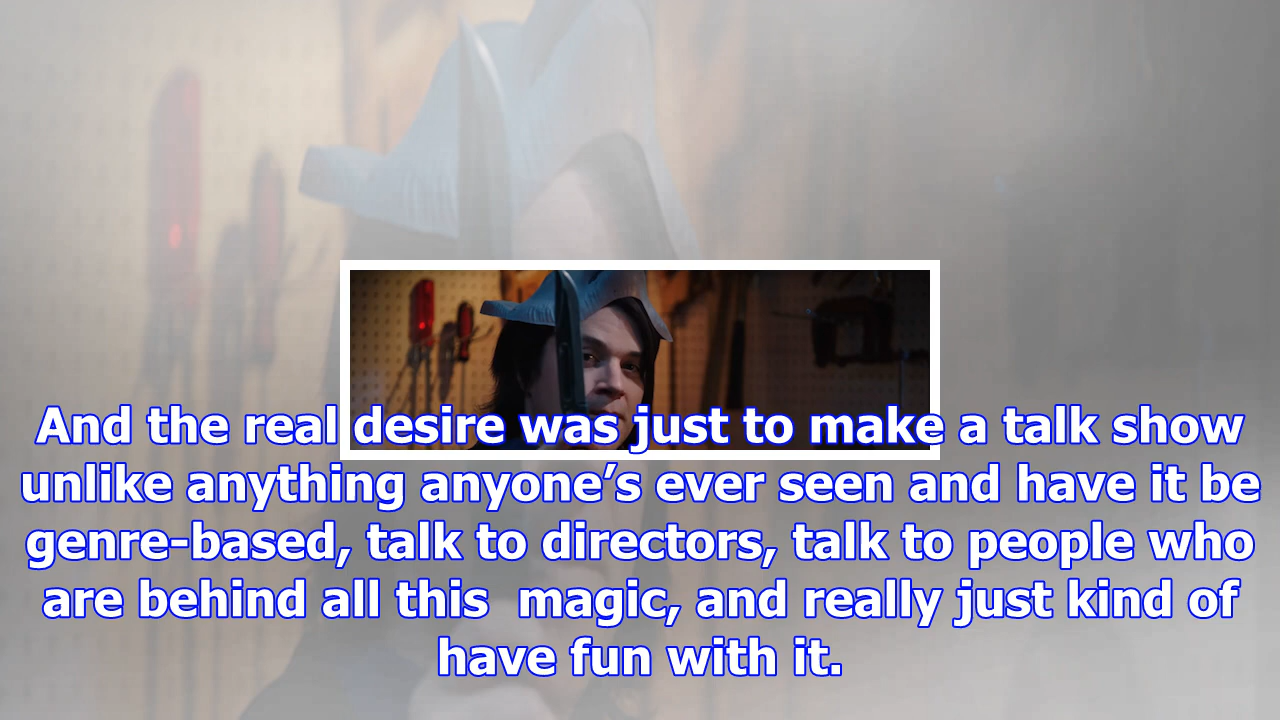 And the real desire was just to make a talk show
unlike anything anyone’s ever seen and have it be
genre-based, talk to directors, talk to people who
are behind all this  magic, and really just kind of
have fun with it.